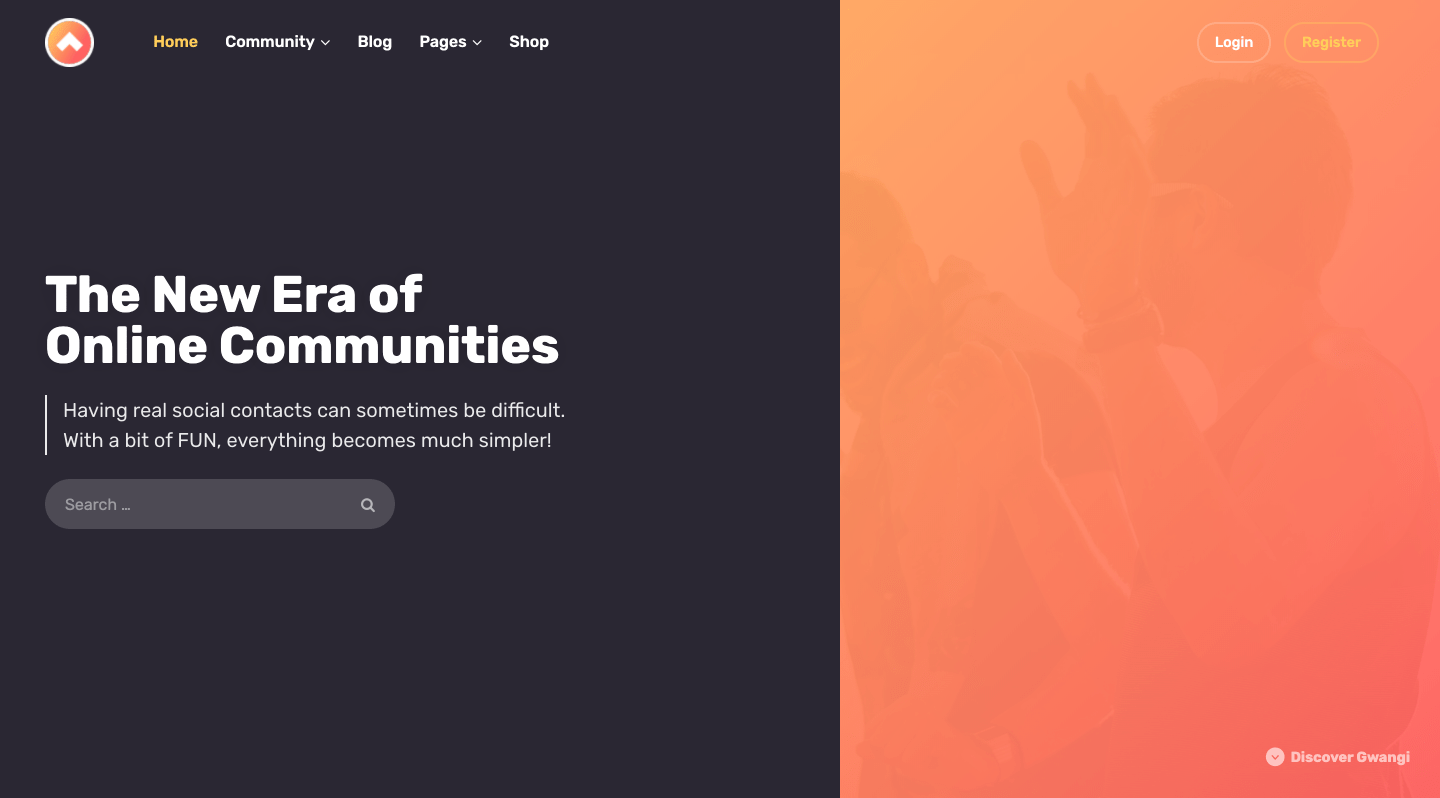 Home Community Blog Pages Shop Login Register
The New Era of
Online Communities
Having real social contacts can sometimes be difficult.
With a bit of FUN, everything becomes much simpler!
Search …
Discover Gwangi